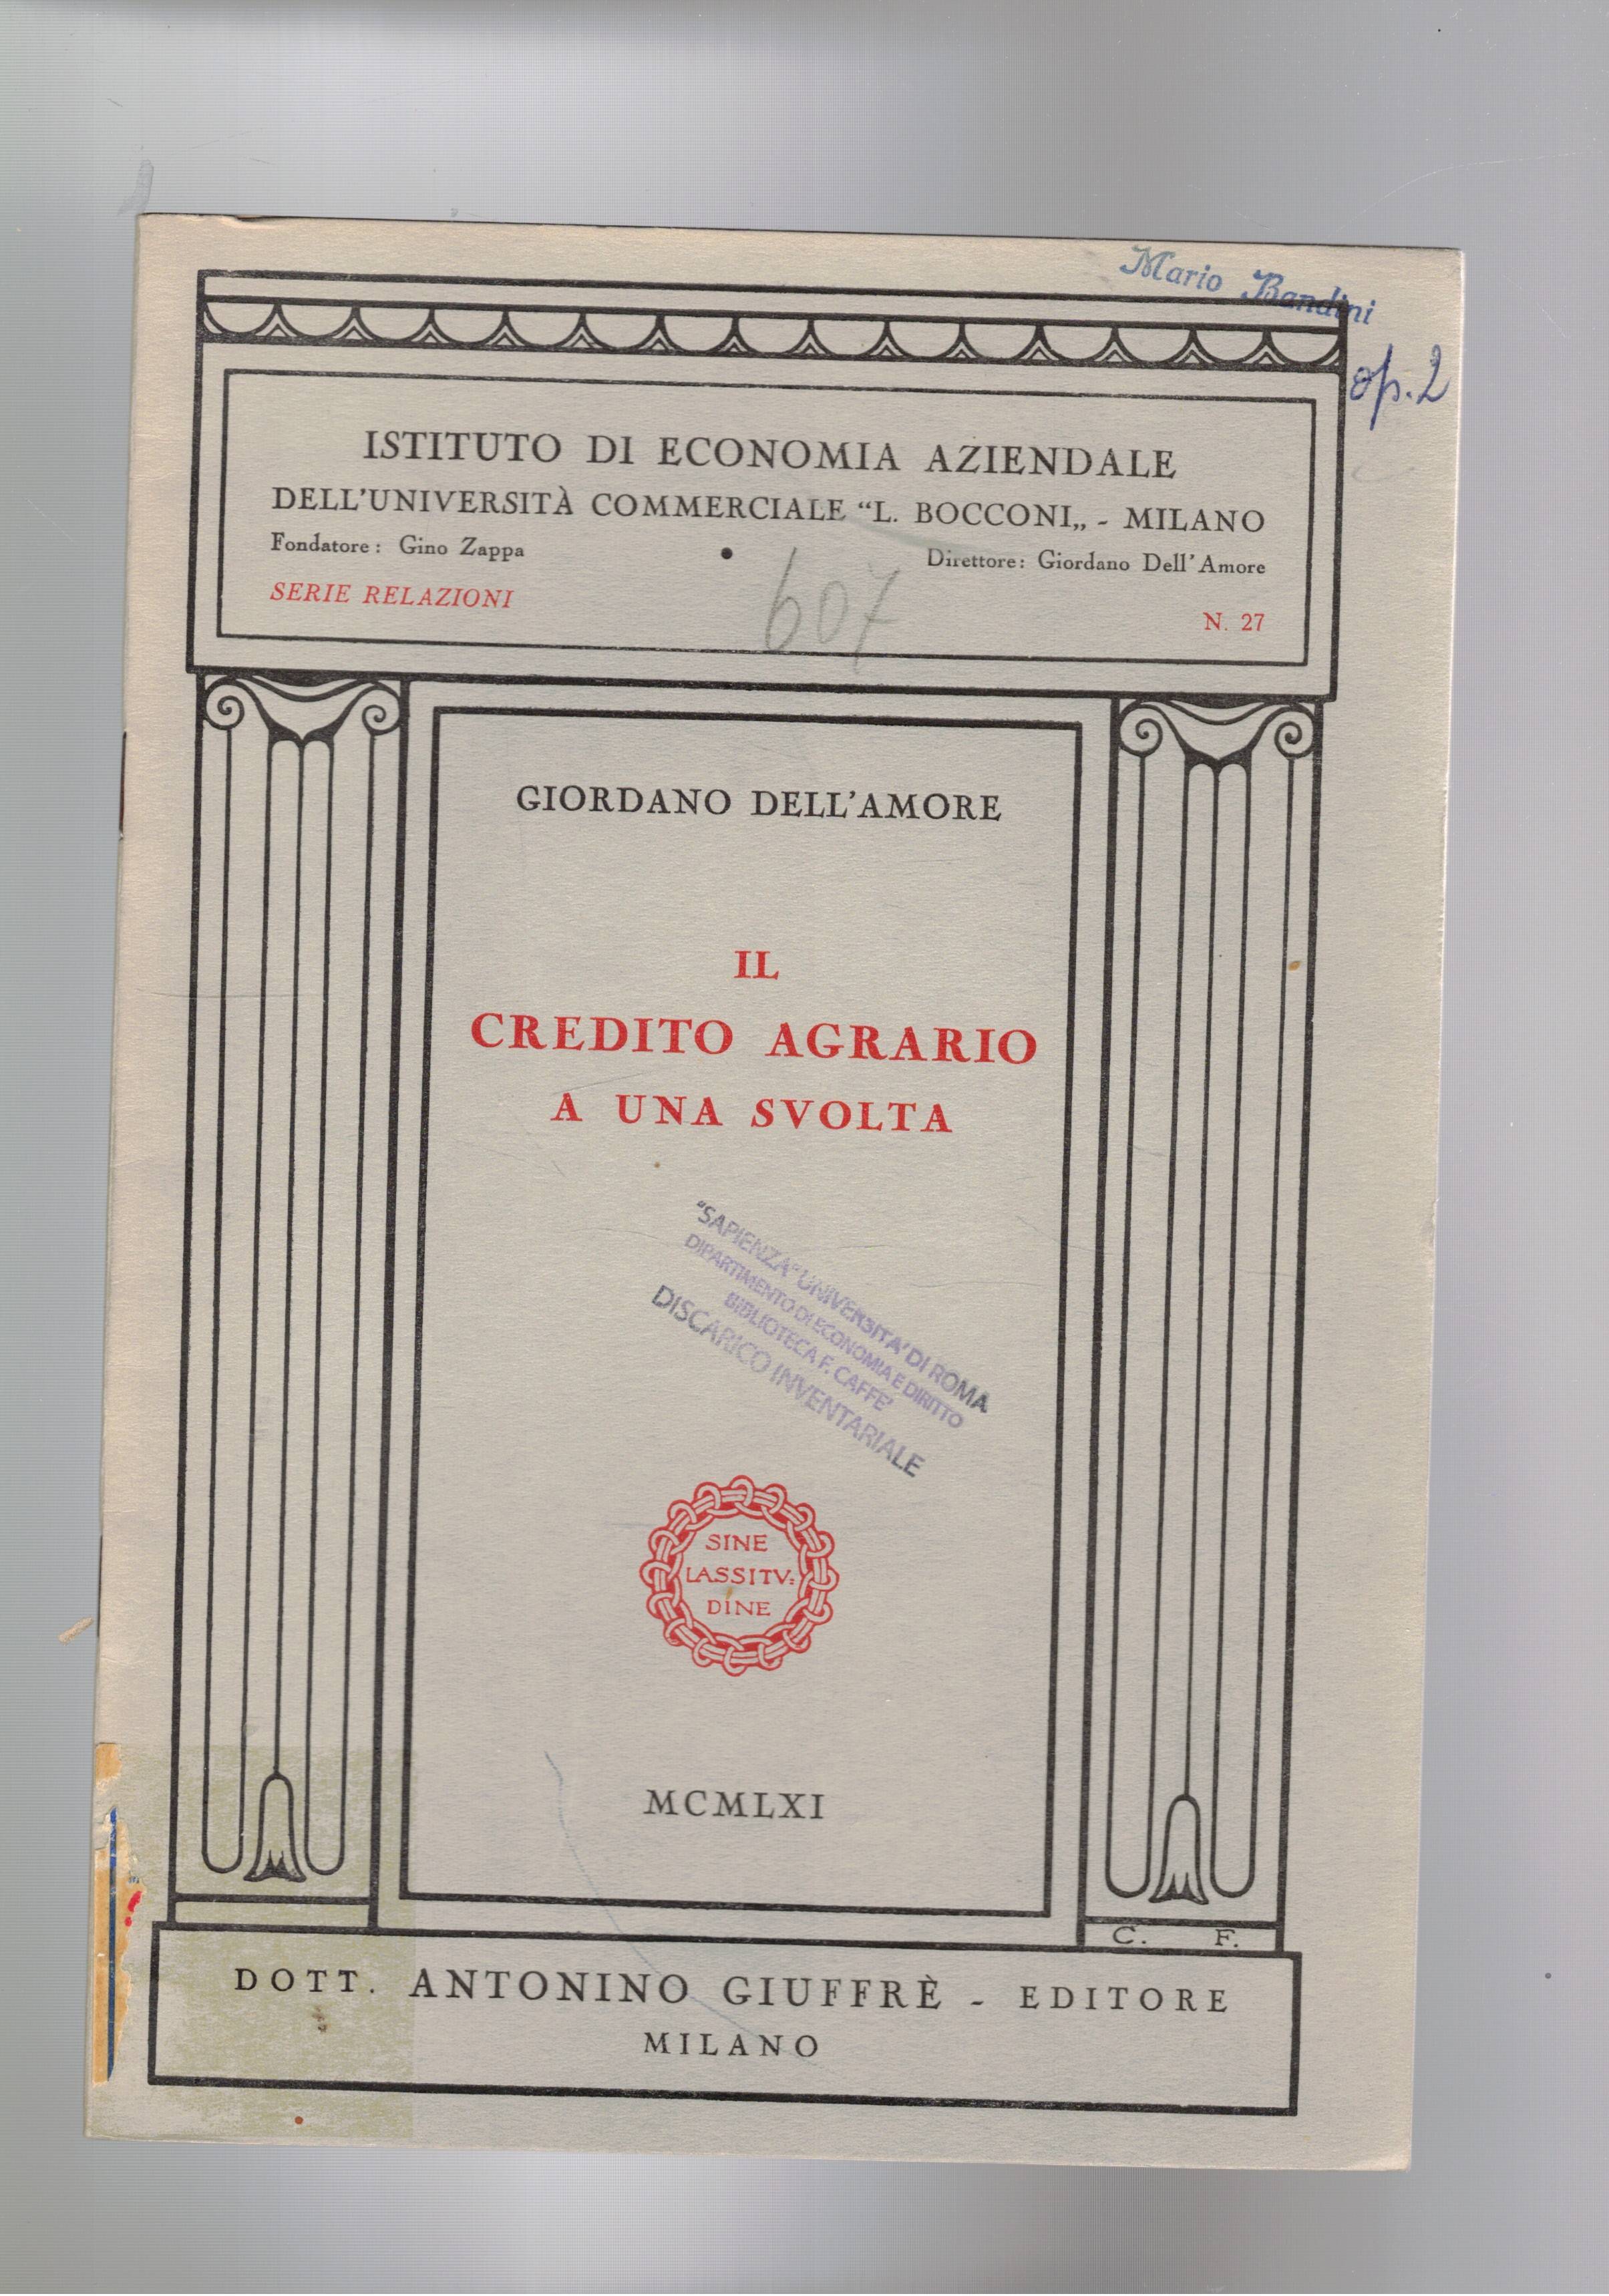 Mario Bandini
op. 2
ISTITUTO DI ECONOMIA AZIENDALE
DELL'UNIVERSITÀ COMMERCIALE “L. BOCCONI„ - MILANO
Fondatore: Gino Zappa • Direttore: Giordano Dell'Amore
SERIE RELAZIONI N. 27
607
GIORDANO DELL'AMORE
IL
CREDITO AGRARIO
A UNA SVOLTA
"SAPIENZA" UNIVERSITA' DI ROMA
DIPARTIMENTO DI ECONOMIA E DIRITTO
BIBLIOTECA F. CAFFE'
DISCARICO INVENTARIALE
SINE
LASSITV:
DINE
MCMLXI
C. F.
DOTT. ANTONINO GIUFFRÈ - EDITORE
MILANO